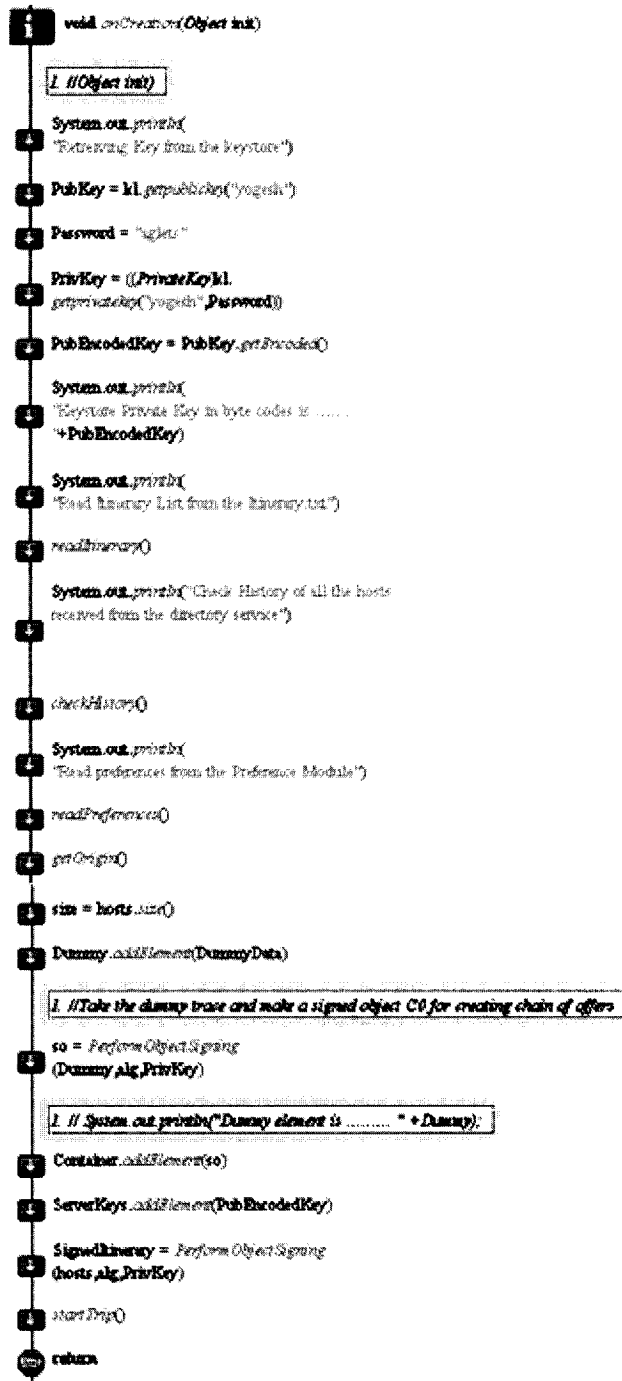 void onCreation(Object init)
1. //Object init)
System.out.println(
"Retreiving Key from the keystore")
PubKey = kl.getpublickey("yogesh")
Password = "aglets"
PrivKey = ((PrivateKey)kl.
getprivatekey("yogesh",Password))
PubEncodedKey = PubKey.getEncoded()
System.out.println(
"Keystore Private Key in byte codes is ......
"+PubEncodedKey)
System.out.println(
"Read Itinerary List from the Itinerary.txt")
readItinerary()
System.out.println("Check History of all the hosts
received from the directory service")
checkHistory()
System.out.println(
"Read preferences from the Preference Module")
readPreferences()
getOrigin()
size = hosts.size()
Dummy.addElement(DummyData)
1. //Take the dummy trace and make a signed object C0 for creating chain of offers
so = PerformObjectSigning
(Dummy,alg,PrivKey)
1. // System.out.println("Dummy element is ......... " + Dummy);
Container.addElement(so)
ServerKeys.addElement(PubEncodedKey)
SignedItinerary = PerformObjectSigning
(hosts,alg,PrivKey)
startTrip()
return